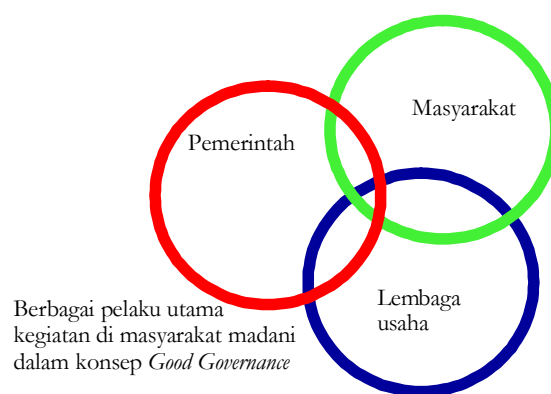 Masyarakat
Pemerintah
Lembaga
usaha
Berbagai pelaku utama
kegiatan di masyarakat madani
dalam konsep Good Governance